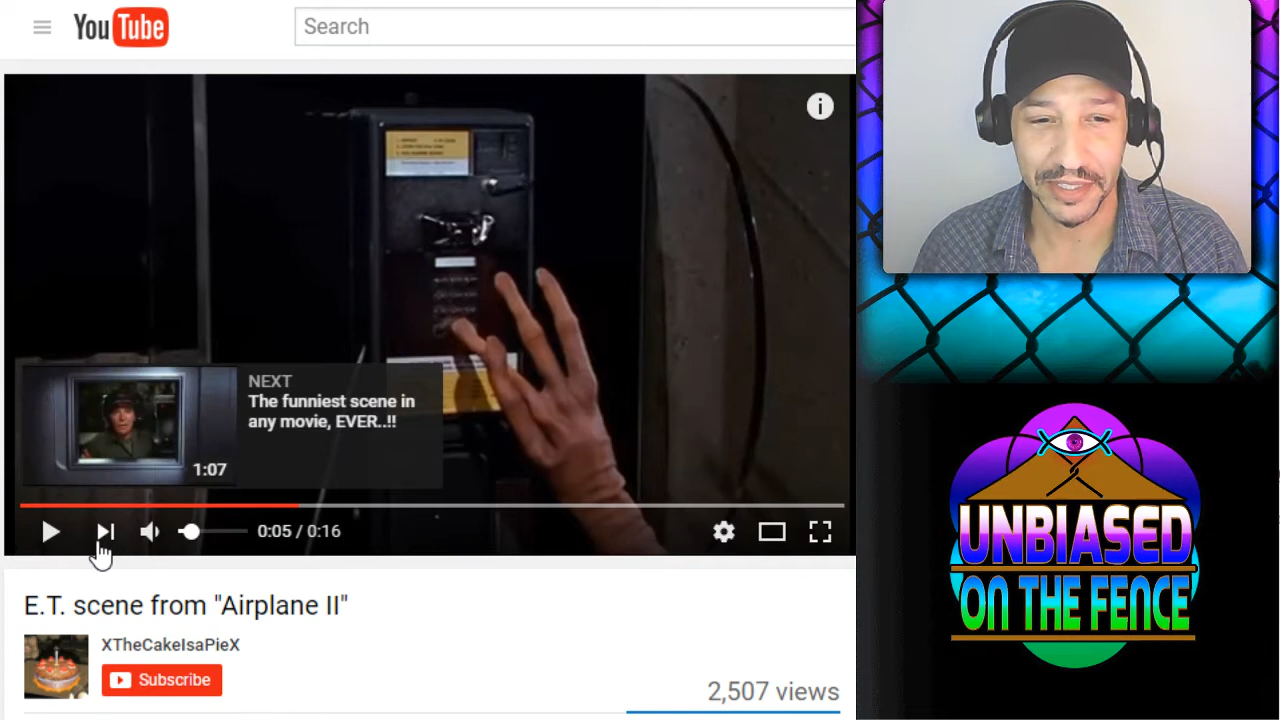 YouTube
Search
NEXT
The funniest scene in
any movie, EVER..!!
1:07
0:05 / 0:16
E.T. scene from "Airplane II"
XTheCakeIsaPieX
Subscribe
2,507 views
UNBIASED
ON THE FENCE